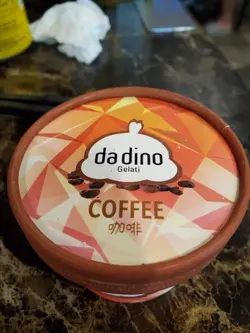 da dino
Gelati
COFFEE
咖啡